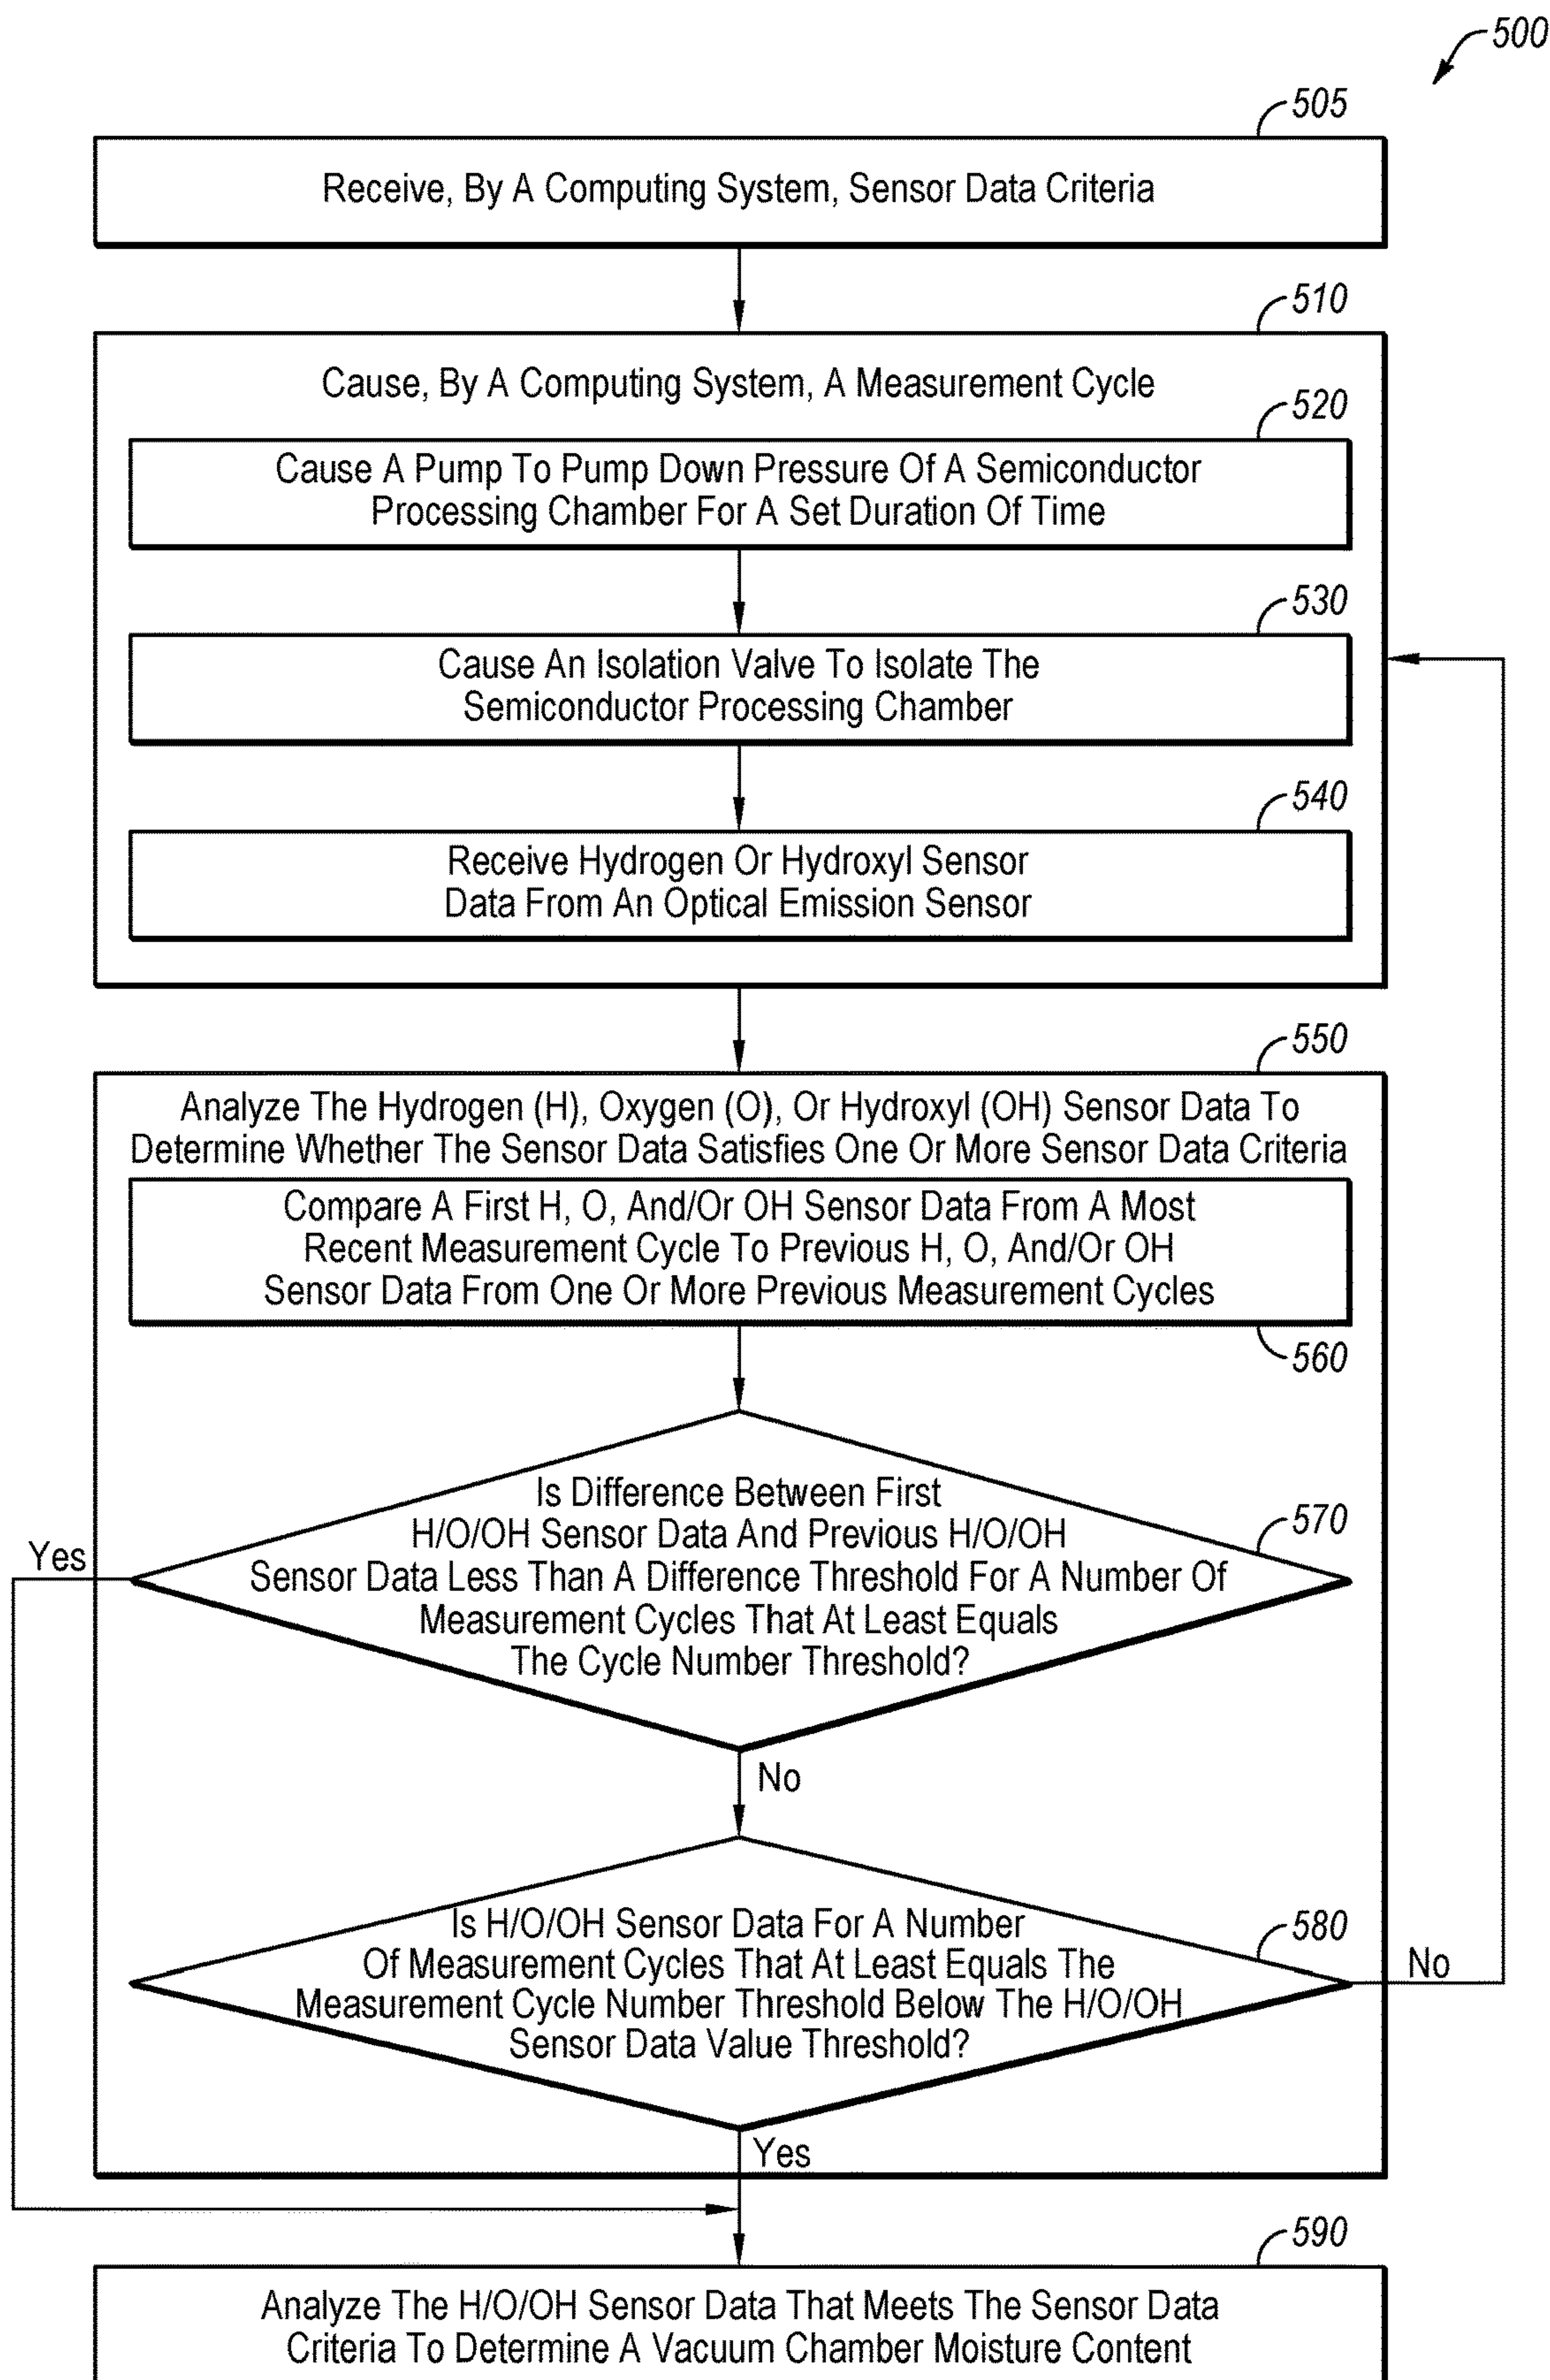 500
505
Receive, By A Computing System, Sensor Data Criteria
510
Cause, By A Computing System, A Measurement Cycle
520
Cause A Pump To Pump Down Pressure Of A Semiconductor
Processing Chamber For A Set Duration Of Time
530
Cause An Isolation Valve To Isolate The
Semiconductor Processing Chamber
540
Receive Hydrogen Or Hydroxyl Sensor
Data From An Optical Emission Sensor
550
Analyze The Hydrogen (H), Oxygen (O), Or Hydroxyl (OH) Sensor Data To
Determine Whether The Sensor Data Satisfies One Or More Sensor Data Criteria
Compare A First H, O, And/Or OH Sensor Data From A Most
Recent Measurement Cycle To Previous H, O, And/Or OH
Sensor Data From One Or More Previous Measurement Cycles
560
Is Difference Between First
H/O/OH Sensor Data And Previous H/O/OH
Sensor Data Less Than A Difference Threshold For A Number Of
Measurement Cycles That At Least Equals
The Cycle Number Threshold?
570
Yes
No
Is H/O/OH Sensor Data For A Number
Of Measurement Cycles That At Least Equals The
Measurement Cycle Number Threshold Below The H/O/OH
Sensor Data Value Threshold?
580
No
Yes
590
Analyze The H/O/OH Sensor Data That Meets The Sensor Data
Criteria To Determine A Vacuum Chamber Moisture Content